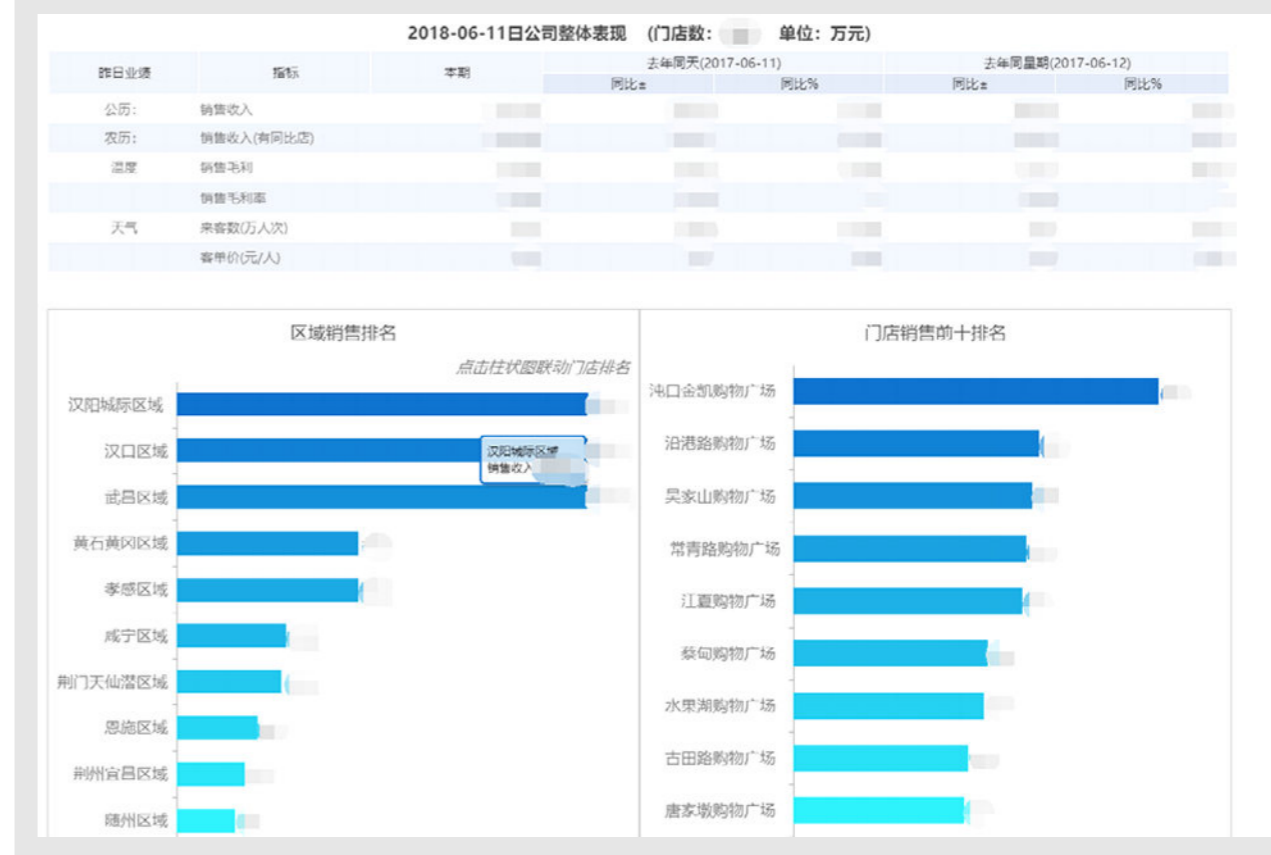 2018-06-11日公司整体表现 (门店数: 单位: 万元)
昨日业绩 指标 本期 去年同天(2017-06-11) 去年同星期(2017-06-12)
同比± 同比% 同比± 同比%
公历: 销售收入
农历: 销售收入(有同比店)
温度 销售毛利
销售毛利率
天气 来客数(万人次)
客单价(元/人)
区域销售排名
点击柱状图联动门店排名
汉阳城际区域
汉口区域
汉阳城际区域
销售收入
武昌区域
黄石黄冈区域
孝感区域
咸宁区域
荆门天仙潜区域
恩施区域
荆州宜昌区域
随州区域
门店销售前十排名
沌口金凯购物广场
沿港路购物广场
吴家山购物广场
常青路购物广场
江夏购物广场
蔡甸购物广场
水果湖购物广场
古田路购物广场
唐家墩购物广场